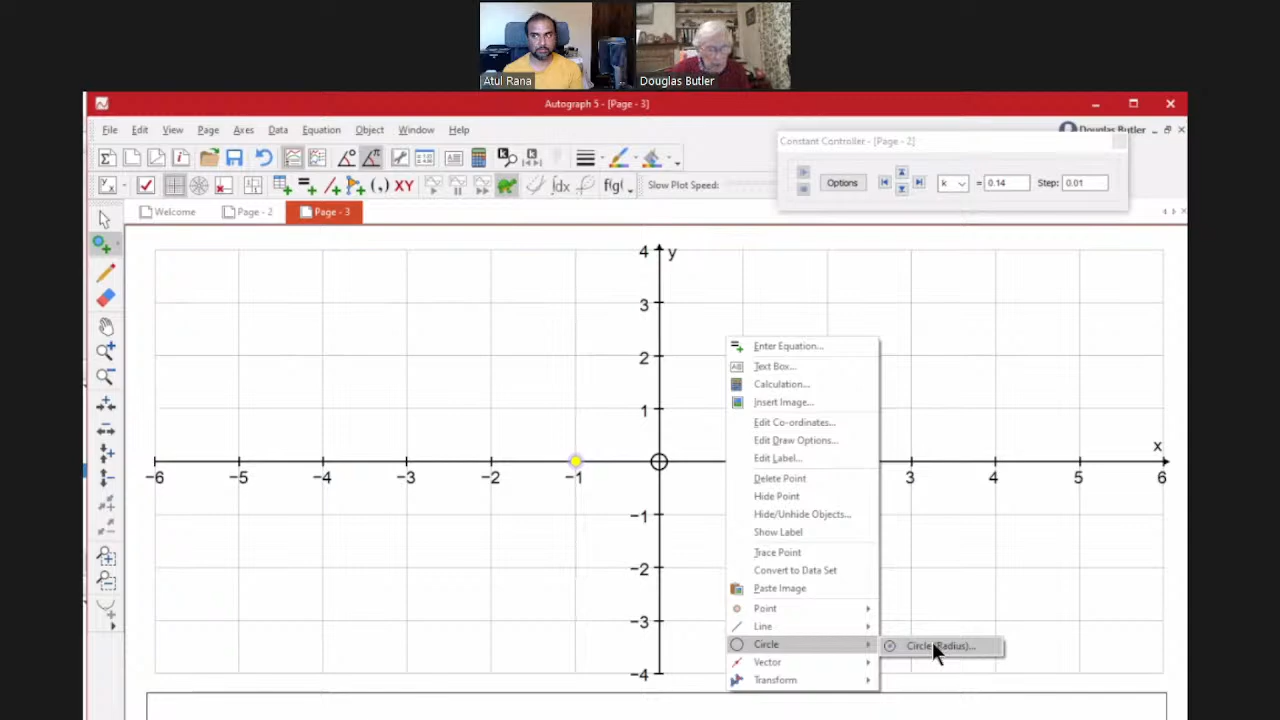 Atul Rana
Douglas Butler
Autograph 5 - [Page - 3]
File Edit View Page Axes Data Equation Object Window Help
Douglas Butler
Constant Controller - [Page - 2]
Options
k
= 0.14
Step: 0.01
XY
f(g(
Slow Plot Speed:
Welcome
Page - 2
Page - 3
4 y
3
2
1
x
-6 -5 -4 -3 -2 -1 3 4 5 6
-1
-2
-3
-4
Enter Equation...
Text Box...
Calculation...
Insert Image...
Edit Co-ordinates...
Edit Draw Options...
Edit Label...
Delete Point
Hide Point
Hide/Unhide Objects...
Show Label
Trace Point
Convert to Data Set
Paste Image
Point
Line
Circle
Circle (Radius)...
Vector
Transform